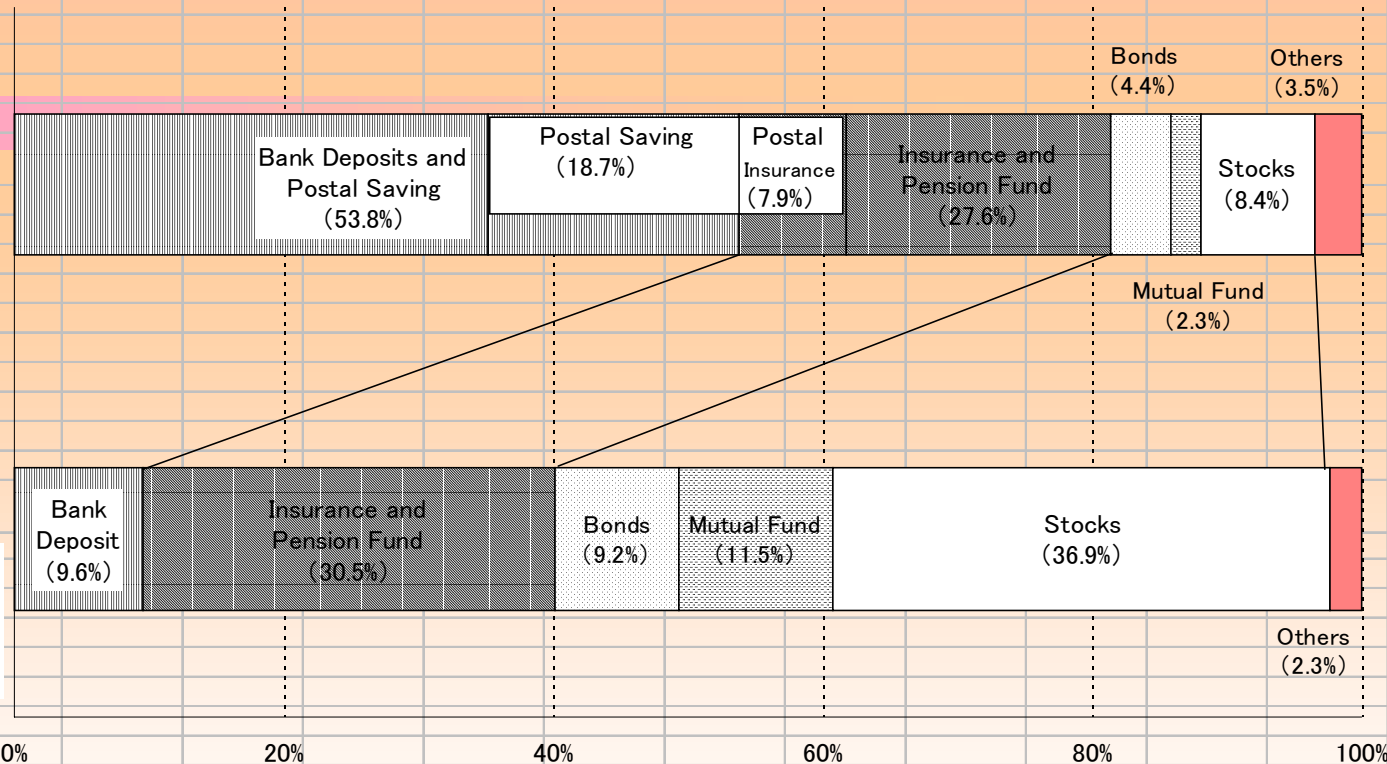 Bonds
(4.4%)
Others
(3.5%)
Bank Deposits and
Postal Saving
(53.8%)
Postal Saving
(18.7%)
Postal
Insurance
(7.9%)
Insurance and
Pension Fund
(27.6%)
Stocks
(8.4%)
Mutual Fund
(2.3%)
Bank
Deposit
(9.6%)
Insurance and
Pension Fund
(30.5%)
Bonds
(9.2%)
Mutual Fund
(11.5%)
Stocks
(36.9%)
Others
(2.3%)
0% 20% 40% 60% 80% 100%